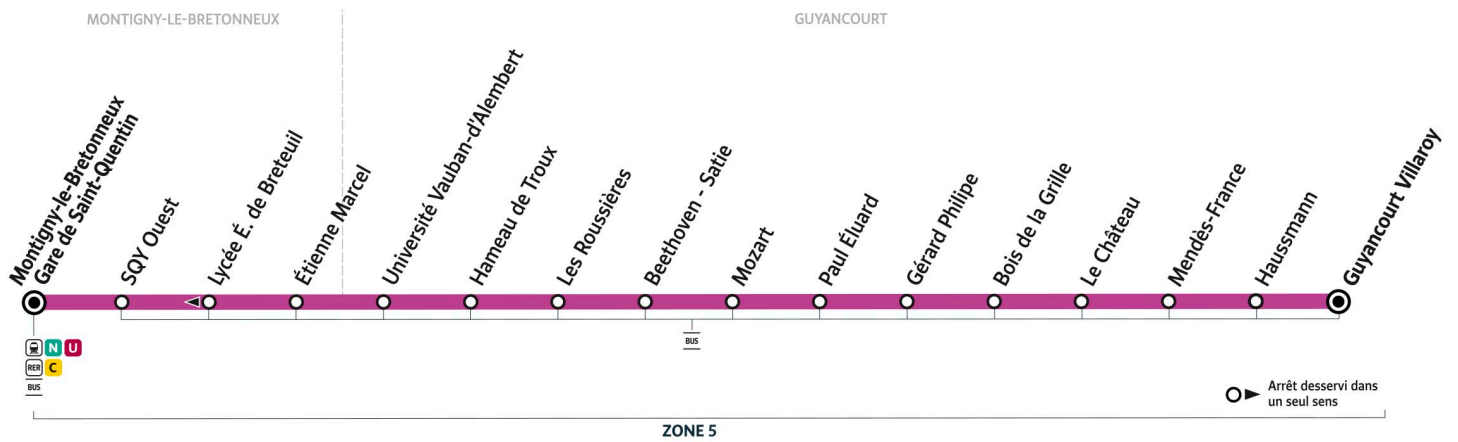 MONTIGNY-LE-BRETONNEUX
GUYANCOURT
Montigny-le-Bretonneux
Gare de Saint-Quentin
SQY Ouest
Lycée É. de Breteuil
Étienne Marcel
Université Vauban-d'Alembert
Hameau de Troux
Les Roussières
Beethoven - Satie
Mozart
Paul Éluard
Gérard Philipe
Bois de la Grille
Le Château
Mendès-France
Haussmann
Guyancourt Villaroy
N U
RER C
BUS
BUS
Arrêt desservi dans
un seul sens
ZONE 5